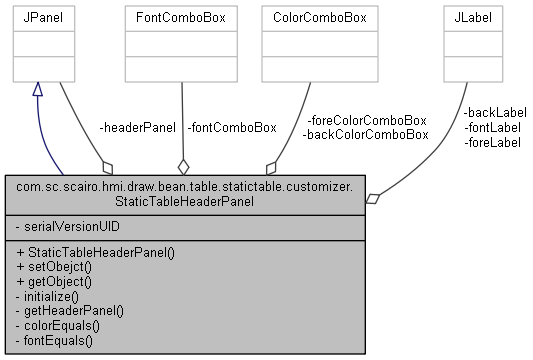 JPanel
FontComboBox
ColorComboBox
JLabel
-headerPanel
-fontComboBox
-foreColorComboBox
-backColorComboBox
-backLabel
-fontLabel
-foreLabel
com.sc.scairo.hmi.draw.bean.table.statictable.customizer.
StaticTableHeaderPanel
- serialVersionUID
+ StaticTableHeaderPanel()
+ setObejct()
+ getObject()
- initialize()
- getHeaderPanel()
- colorEquals()
- fontEquals()